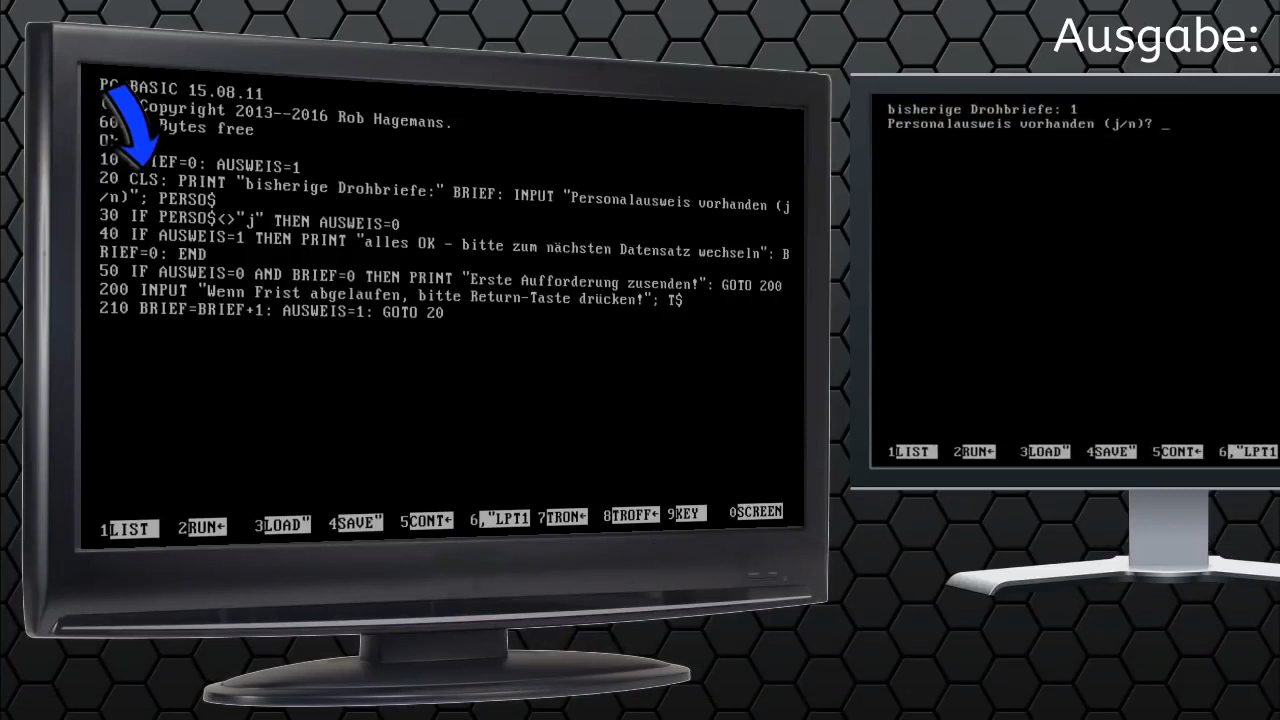 Ausgabe:
BASIC 15.08.11
Copyright 2013--2016 Rob Hagemans.
Bytes free
10 AUSWEIS=1
20 CLS: PRINT "bisherige Drohbriefe:" BRIEF: INPUT "Personalausweis vorhanden (j
/n)"; PERSO$
30 IF PERSO$<>"j" THEN AUSWEIS=0
40 IF AUSWEIS=1 THEN PRINT "alles OK - bitte zum nächsten Datensatz wechseln": B
RIEF=0: END
50 IF AUSWEIS=0 AND BRIEF=0 THEN PRINT "Erste Aufforderung zusenden!": GOTO 200
200 INPUT "Wenn Frist abgelaufen, bitte Return-Taste drücken!"; T$
210 BRIEF=BRIEF+1: AUSWEIS=1: GOTO 20
1LIST 2RUN← 3LOAD" 4SAVE" 5CONT← 6,"LPT1 7TRON← 8TROFF← 9KEY 0SCREEN
bisherige Drohbriefe: 1
Personalausweis vorhanden (j/n)? _
1LIST 2RUN← 3LOAD" 4SAVE" 5CONT← 6,"LPT1